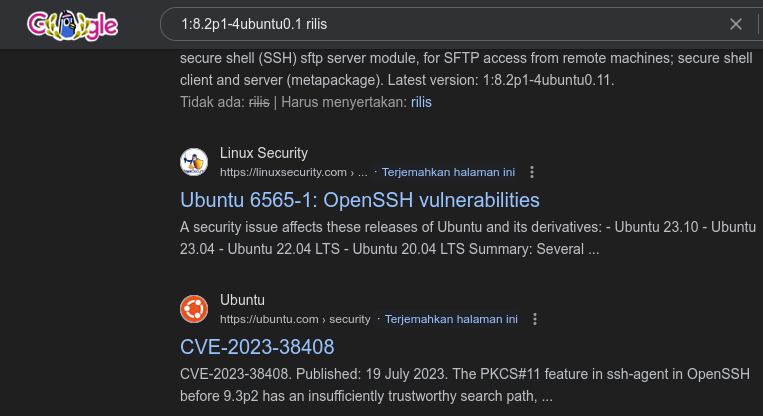 Google
1:8.2p1-4ubuntu0.1 rilis
secure shell (SSH) sftp server module, for SFTP access from remote machines; secure shell
client and server (metapackage). Latest version: 1:8.2p1-4ubuntu0.11.
Tidak ada: rilis | Harus menyertakan: rilis
Linux Security
https://linuxsecurity.com › ... · Terjemahkan halaman ini
Ubuntu 6565-1: OpenSSH vulnerabilities
A security issue affects these releases of Ubuntu and its derivatives: - Ubuntu 23.10 - Ubuntu
23.04 - Ubuntu 22.04 LTS - Ubuntu 20.04 LTS Summary: Several ...
Ubuntu
https://ubuntu.com › security · Terjemahkan halaman ini
CVE-2023-38408
CVE-2023-38408. Published: 19 July 2023. The PKCS#11 feature in ssh-agent in OpenSSH
before 9.3p2 has an insufficiently trustworthy search path, ...